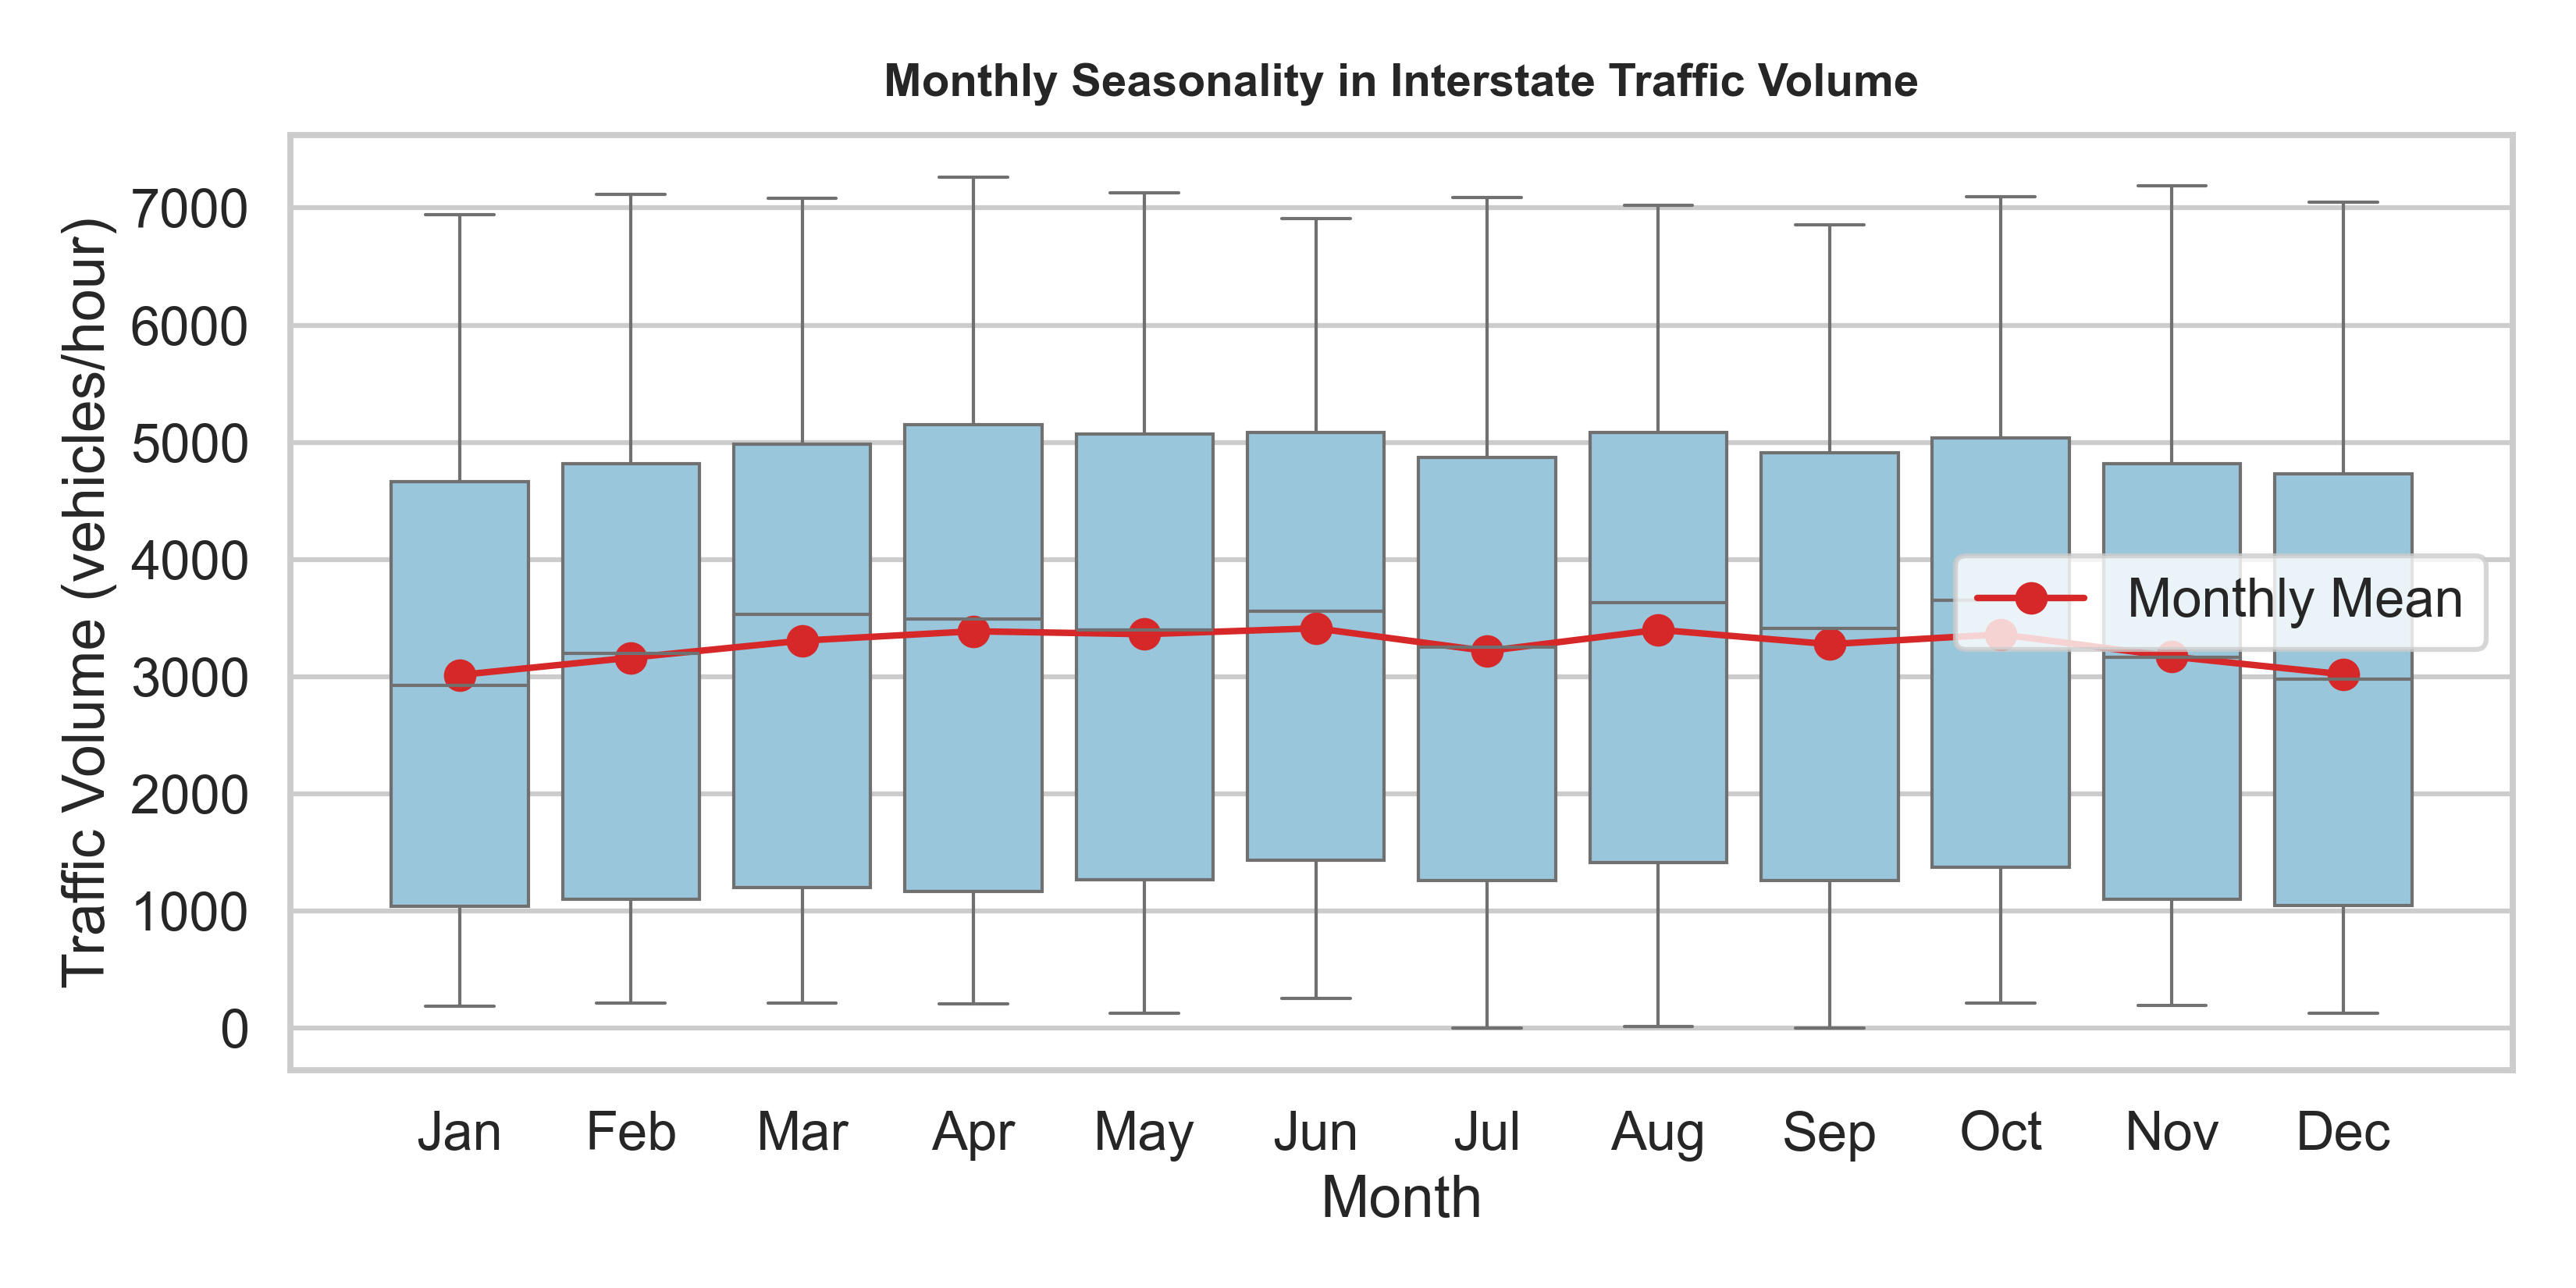 Monthly Seasonality in Interstate Traffic Volume
Traffic Volume (vehicles/hour)
7000
6000
5000
4000
3000
2000
1000
0
Monthly Mean
Jan Feb Mar Apr May Jun Jul Aug Sep Oct Nov Dec
Month